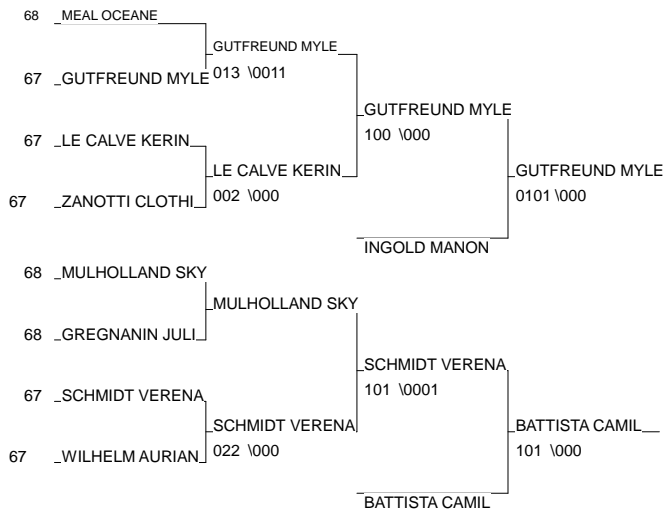 68 MEAL OCEANE
GUTFREUND MYLE
67 GUTFREUND MYLE 013 \0011
GUTFREUND MYLE
67 LE CALVE KERIN 100 \000
LE CALVE KERIN GUTFREUND MYLE
67 ZANOTTI CLOTHI 002 \000 0101 \000
INGOLD MANON
68 MULHOLLAND SKY
MULHOLLAND SKY
68 GREGNANIN JULI
SCHMIDT VERENA
67 SCHMIDT VERENA 101 \0001
SCHMIDT VERENA BATTISTA CAMIL
67 WILHELM AURIAN 022 \000 101 \000
BATTISTA CAMIL